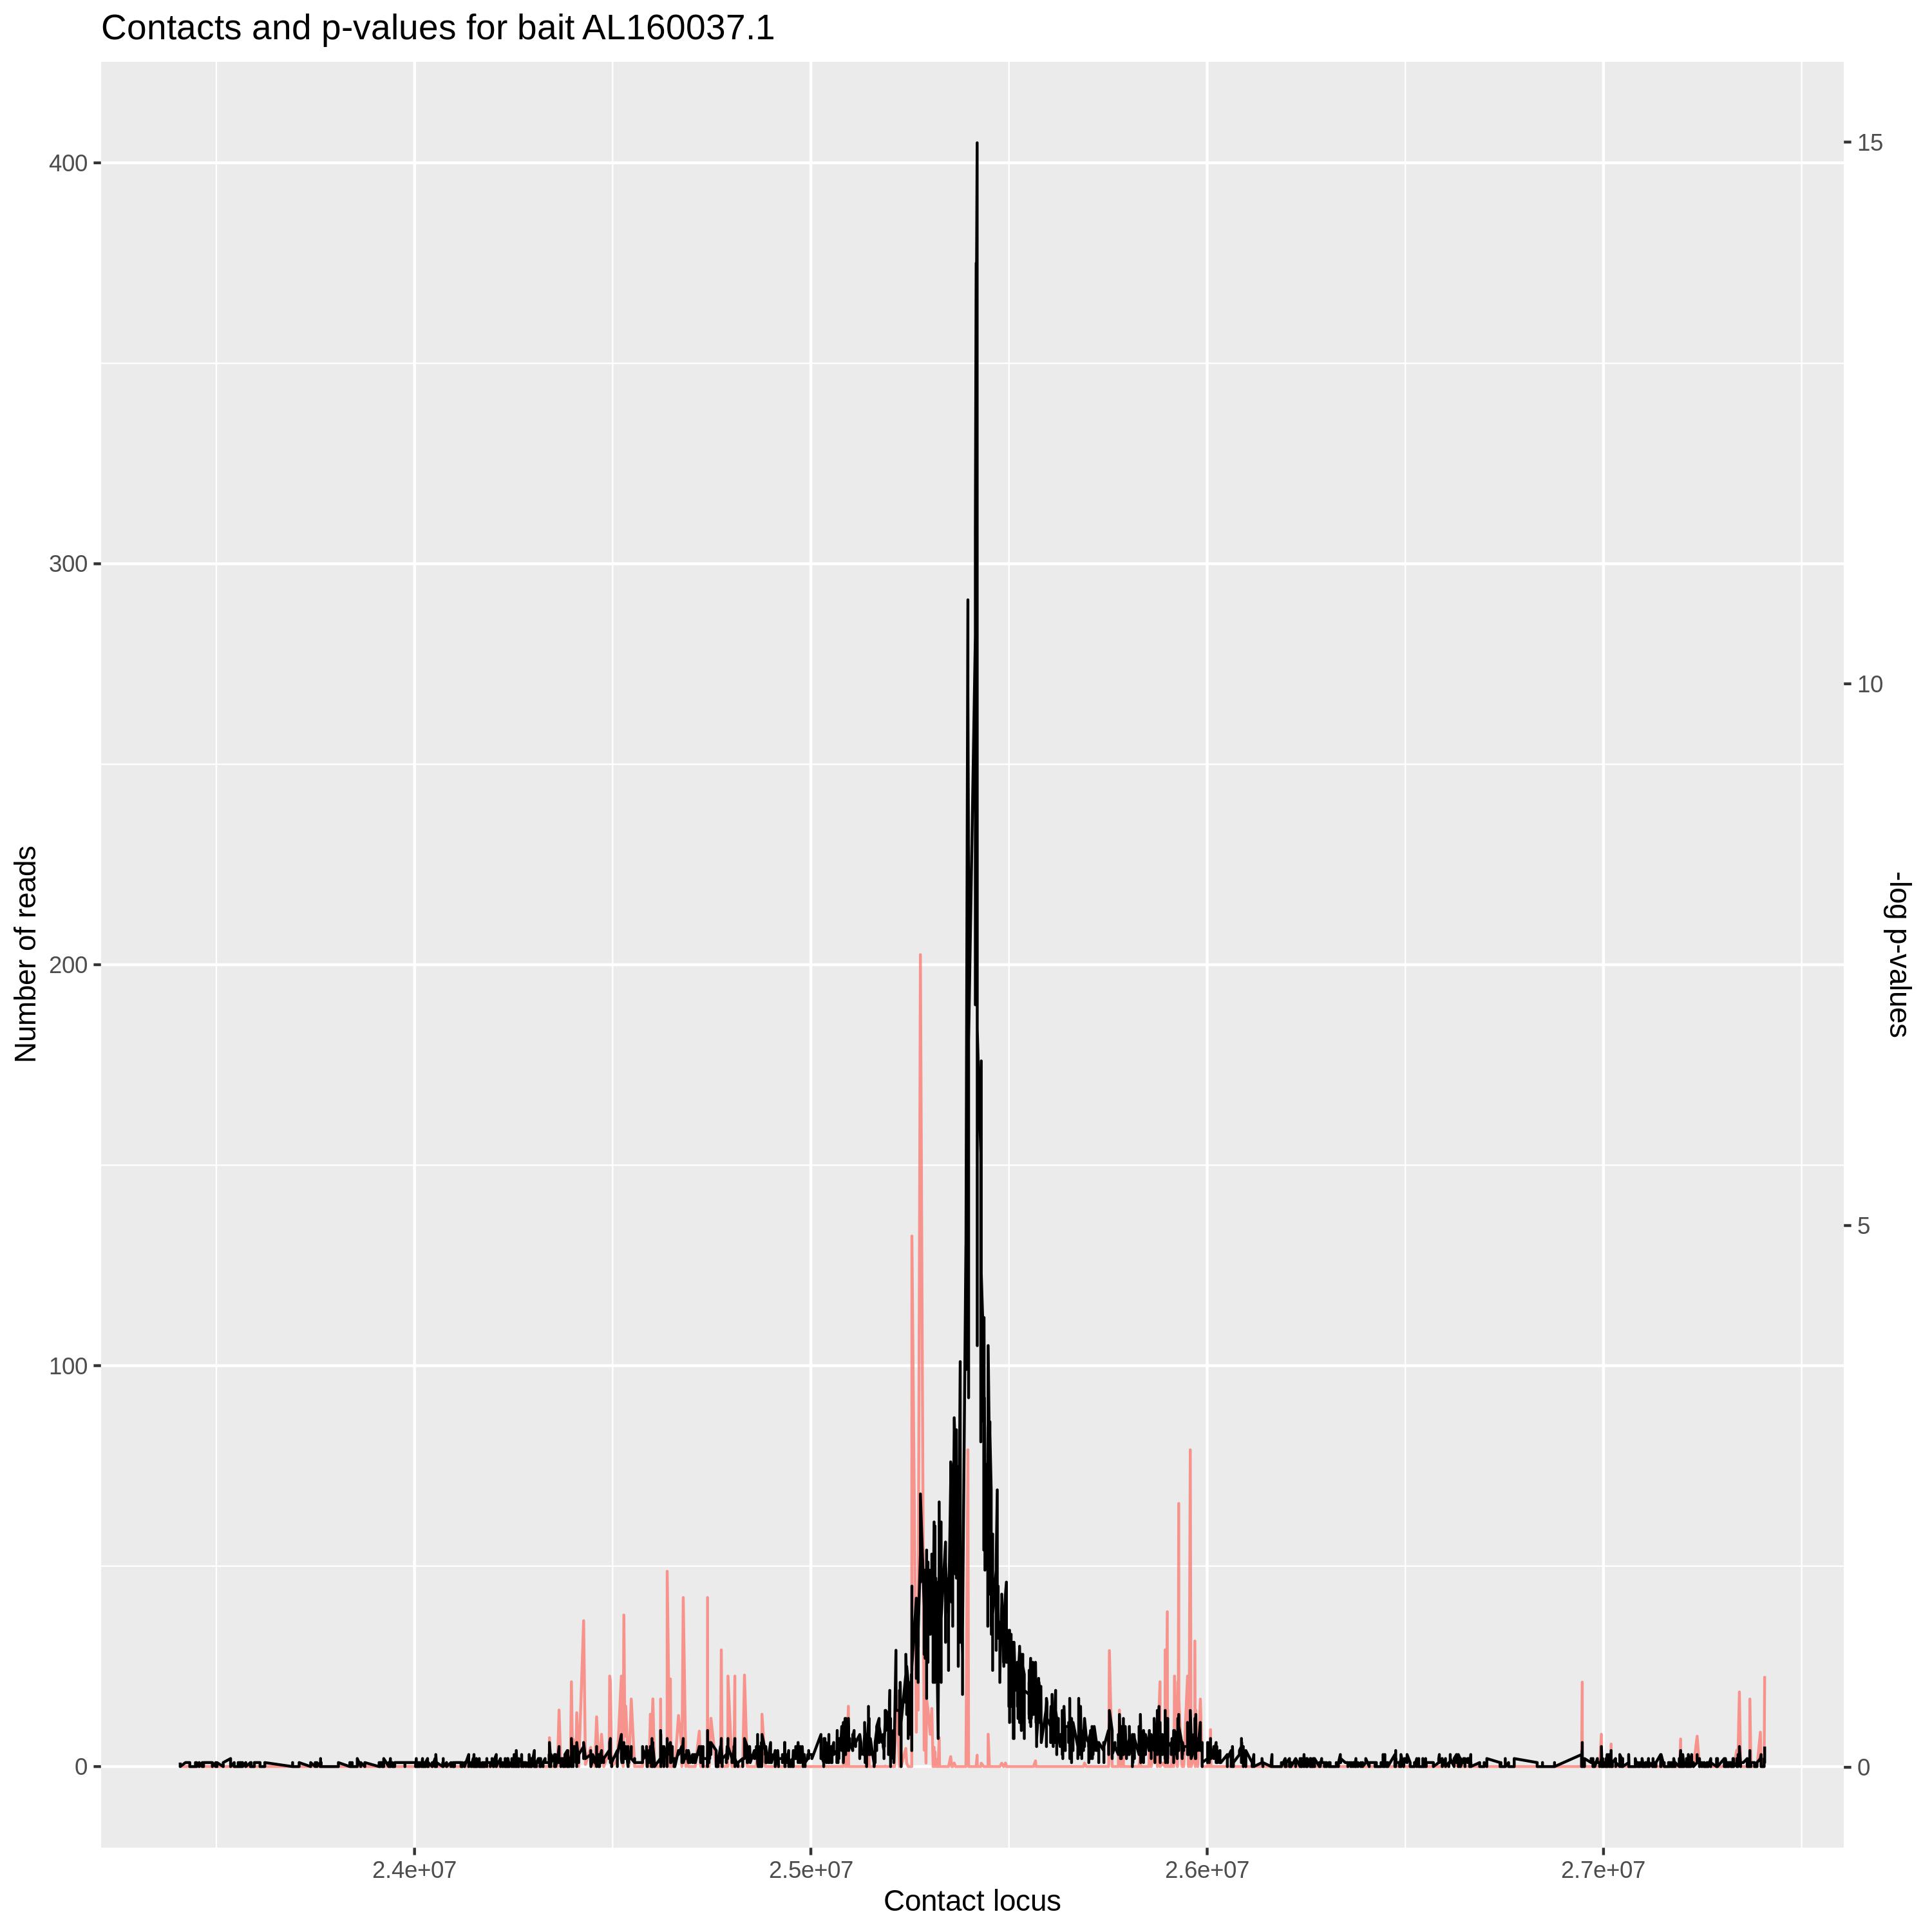 Contacts and p-values for bait AL160037.1
400
300
200
100
0
Number of reads
15
10
5
0
-log p-values
2.4e+07
2.5e+07
2.6e+07
2.7e+07
Contact locus